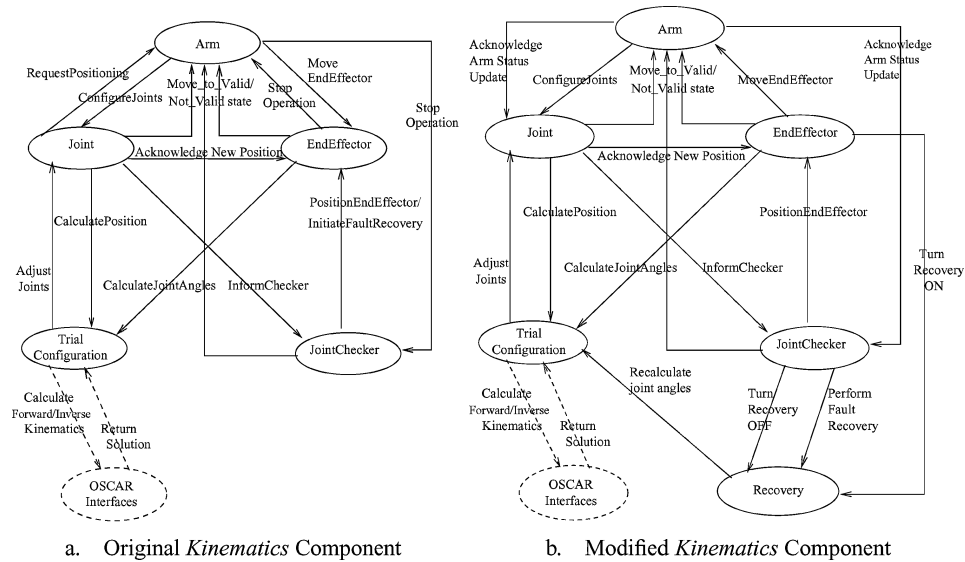 Arm
RequestPositioning
ConfigureJoints
Move_to_Valid/
Not_Valid state
Stop
Operation
Move
EndEffector
Stop
Operation
Joint
EndEffector
Acknowledge New Position
CalculatePosition
PositionEndEffector/
InitiateFaultRecovery
Adjust
Joints
CalculateJointAngles
InformChecker
Trial
Configuration
JointChecker
Calculate
Forward/Inverse
Kinematics
Return
Solution
OSCAR
Interfaces
a. Original Kinematics Component
Arm
Acknowledge
Arm Status
Update
Acknowledge
Arm Status
Update
ConfigureJoints
Move_to_Valid/
Not_Valid state
MoveEndEffector
Joint
EndEffector
Acknowledge New Position
CalculatePosition
PositionEndEffector
Adjust
Joints
CalculateJointAngles
InformChecker
Turn
Recovery
ON
Trial
Configuration
JointChecker
Recalculate
joint angles
Calculate
Forward/Inverse
Kinematics
Return
Solution
Turn
Recovery
OFF
Perform
Fault
Recovery
OSCAR
Interfaces
Recovery
b. Modified Kinematics Component